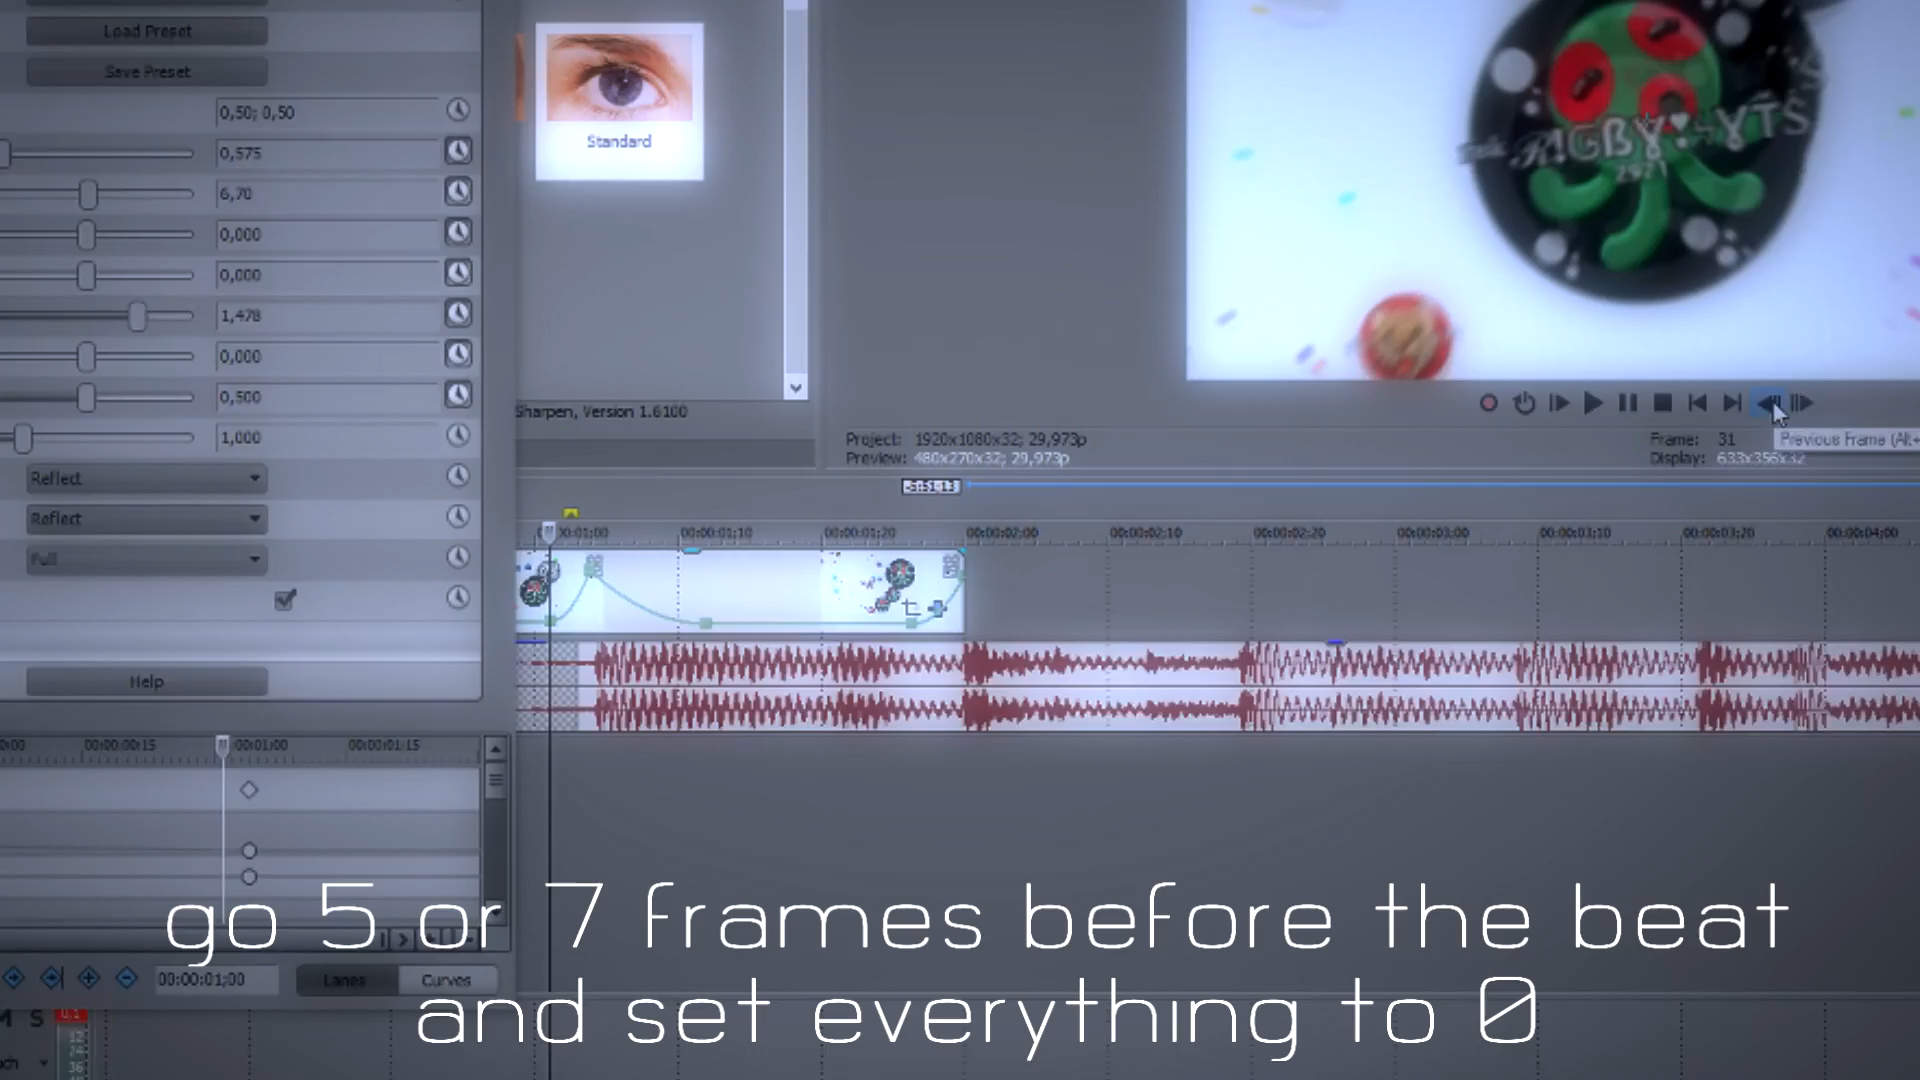 Load Preset
Save Preset
0,50; 0,50
0,575
6,70
0,000
0,000
1,478
0,000
0,500
1,000
Reflect
Reflect
Full
Help
Standard
Sharpen, Version 1.6100
RIGBY
2921
Project: 1920x1080x32; 29,973p
Preview: 480x270x32; 29,973p
Frame: 31
Display: 633x356x32
Previous Frame (Alt+
00:00:01;10
00:00:01;20
00:00:02;00
00:00:02;10
00:00:02;20
00:00:03;00
00:00:03;10
00:00:03;20
00:00:04;00
00:00:00:15
00:01:00
00:00:01:15
go 5 or 7 frames before the beat
and set everything to 0
00:00:01;00
Lanes
Curves
M S
36